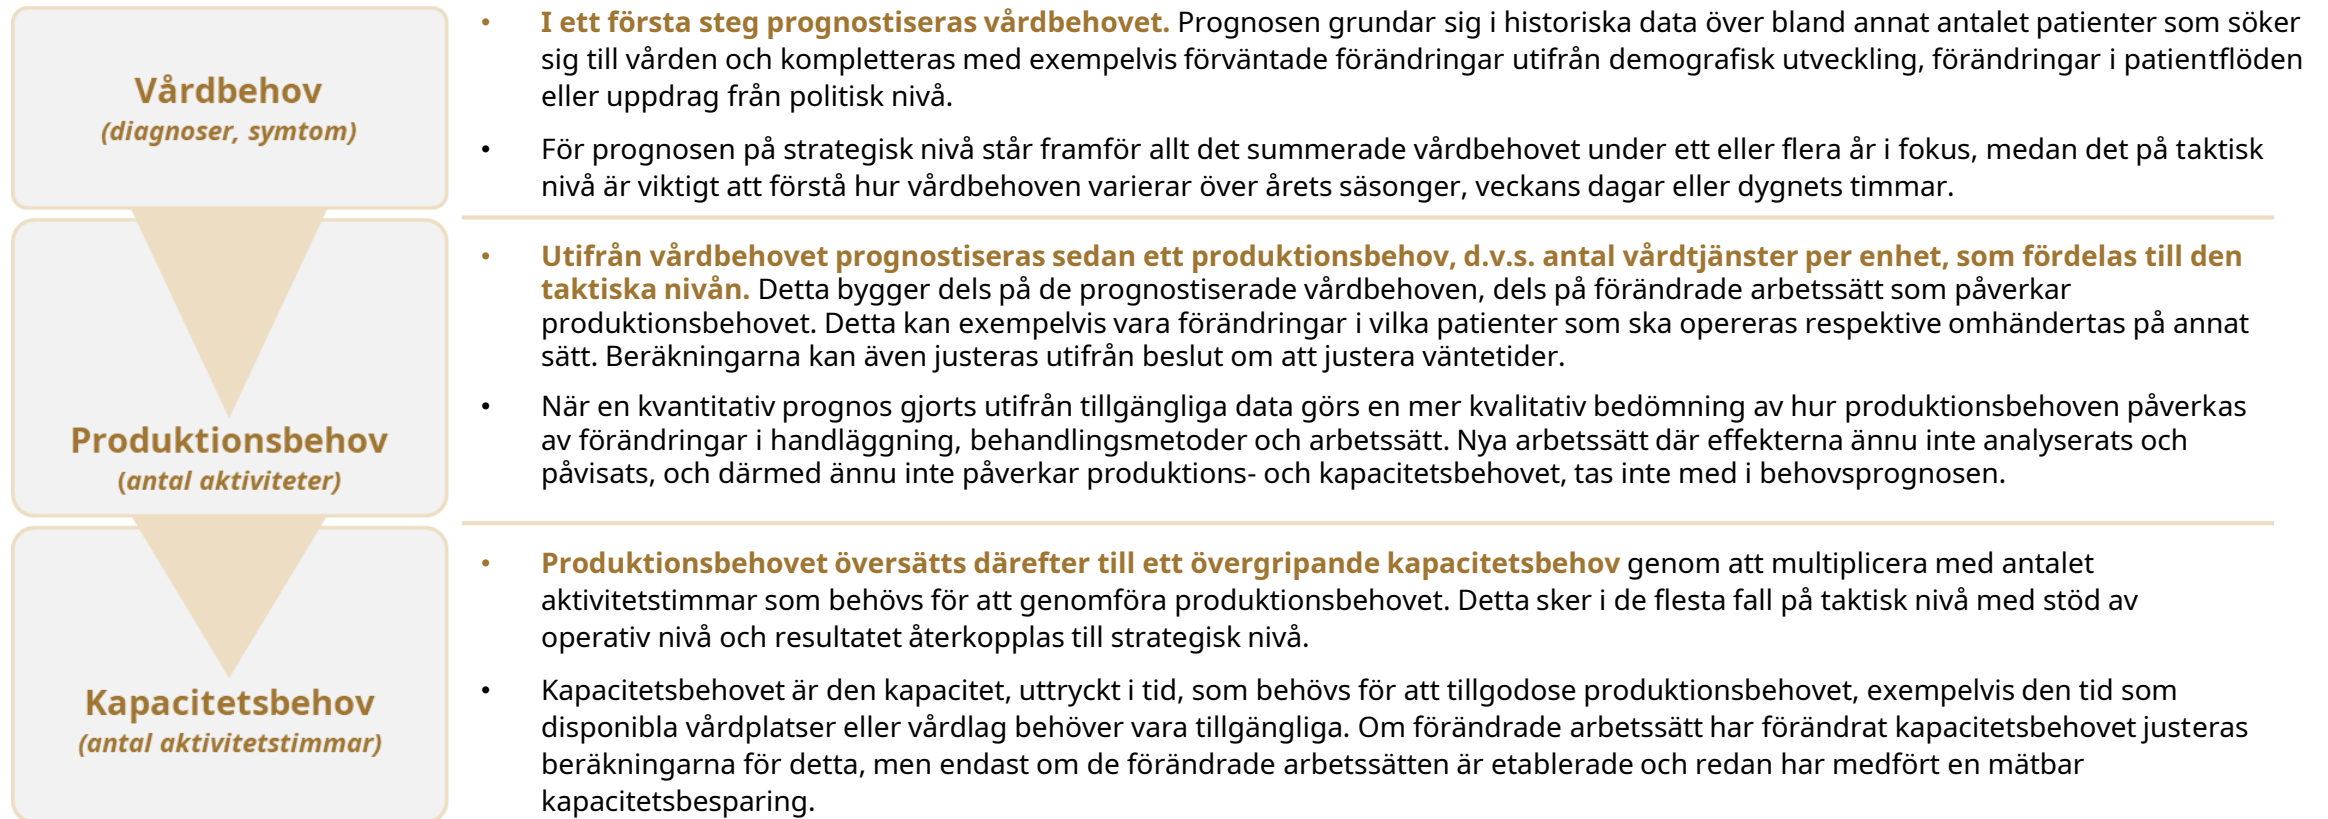 Vårdbehov
(diagnoser, symtom)
• I ett första steg prognostiseras vårdbehovet. Prognosen grundar sig i historiska data över bland annat antalet patienter som söker
sig till vården och kompletteras med exempelvis förväntade förändringar utifrån demografisk utveckling, förändringar i patientflöden
eller uppdrag från politisk nivå.
• För prognosen på strategisk nivå står framför allt det summerade vårdbehovet under ett eller flera år i fokus, medan det på taktisk
nivå är viktigt att förstå hur vårdbehoven varierar över årets säsonger, veckans dagar eller dygnets timmar.
Produktionsbehov
(antal aktiviteter)
• Utifrån vårdbehovet prognostiseras sedan ett produktionsbehov, d.v.s. antal vårdtjänster per enhet, som fördelas till den
taktiska nivån. Detta bygger dels på de prognostiserade vårdbehoven, dels på förändrade arbetssätt som påverkar
produktionsbehovet. Detta kan exempelvis vara förändringar i vilka patienter som ska opereras respektive omhändertas på annat
sätt. Beräkningarna kan även justeras utifrån beslut om att justera väntetider.
• När en kvantitativ prognos gjorts utifrån tillgängliga data görs en mer kvalitativ bedömning av hur produktionsbehoven påverkas
av förändringar i handläggning, behandlingsmetoder och arbetssätt. Nya arbetssätt där effekterna ännu inte analyserats och
påvisats, och därmed ännu inte påverkar produktions- och kapacitetsbehovet, tas inte med i behovsprognosen.
Kapacitetsbehov
(antal aktivitetstimmar)
• Produktionsbehovet översätts därefter till ett övergripande kapacitetsbehov genom att multiplicera med antalet
aktivitetstimmar som behövs för att genomföra produktionsbehovet. Detta sker i de flesta fall på taktisk nivå med stöd av
operativ nivå och resultatet återkopplas till strategisk nivå.
• Kapacitetsbehovet är den kapacitet, uttryckt i tid, som behövs för att tillgodose produktionsbehovet, exempelvis den tid som
disponibla vårdplatser eller vårdlag behöver vara tillgängliga. Om förändrade arbetssätt har förändrat kapacitetsbehovet justeras
beräkningarna för detta, men endast om de förändrade arbetssätten är etablerade och redan har medfört en mätbar
kapacitetsbesparing.